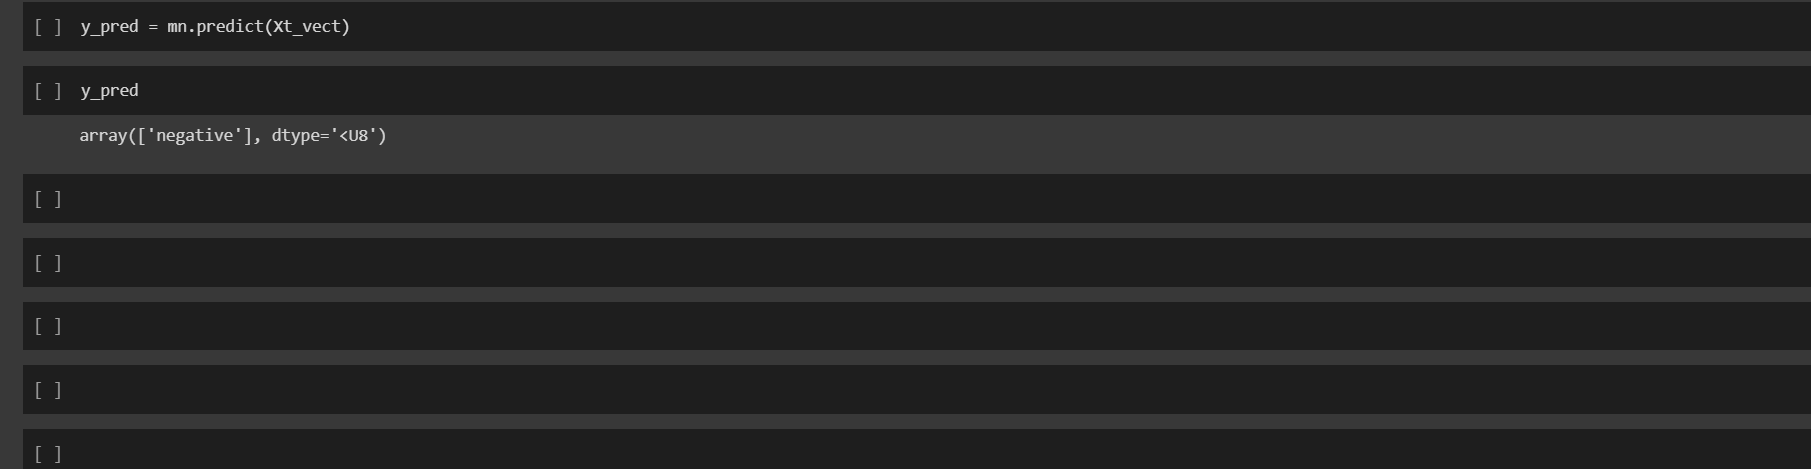 [ ] y_pred = mn.predict(Xt_vect)
[ ] y_pred
array(['negative'], dtype='<U8')
[ ]
[ ]
[ ]
[ ]
[ ]